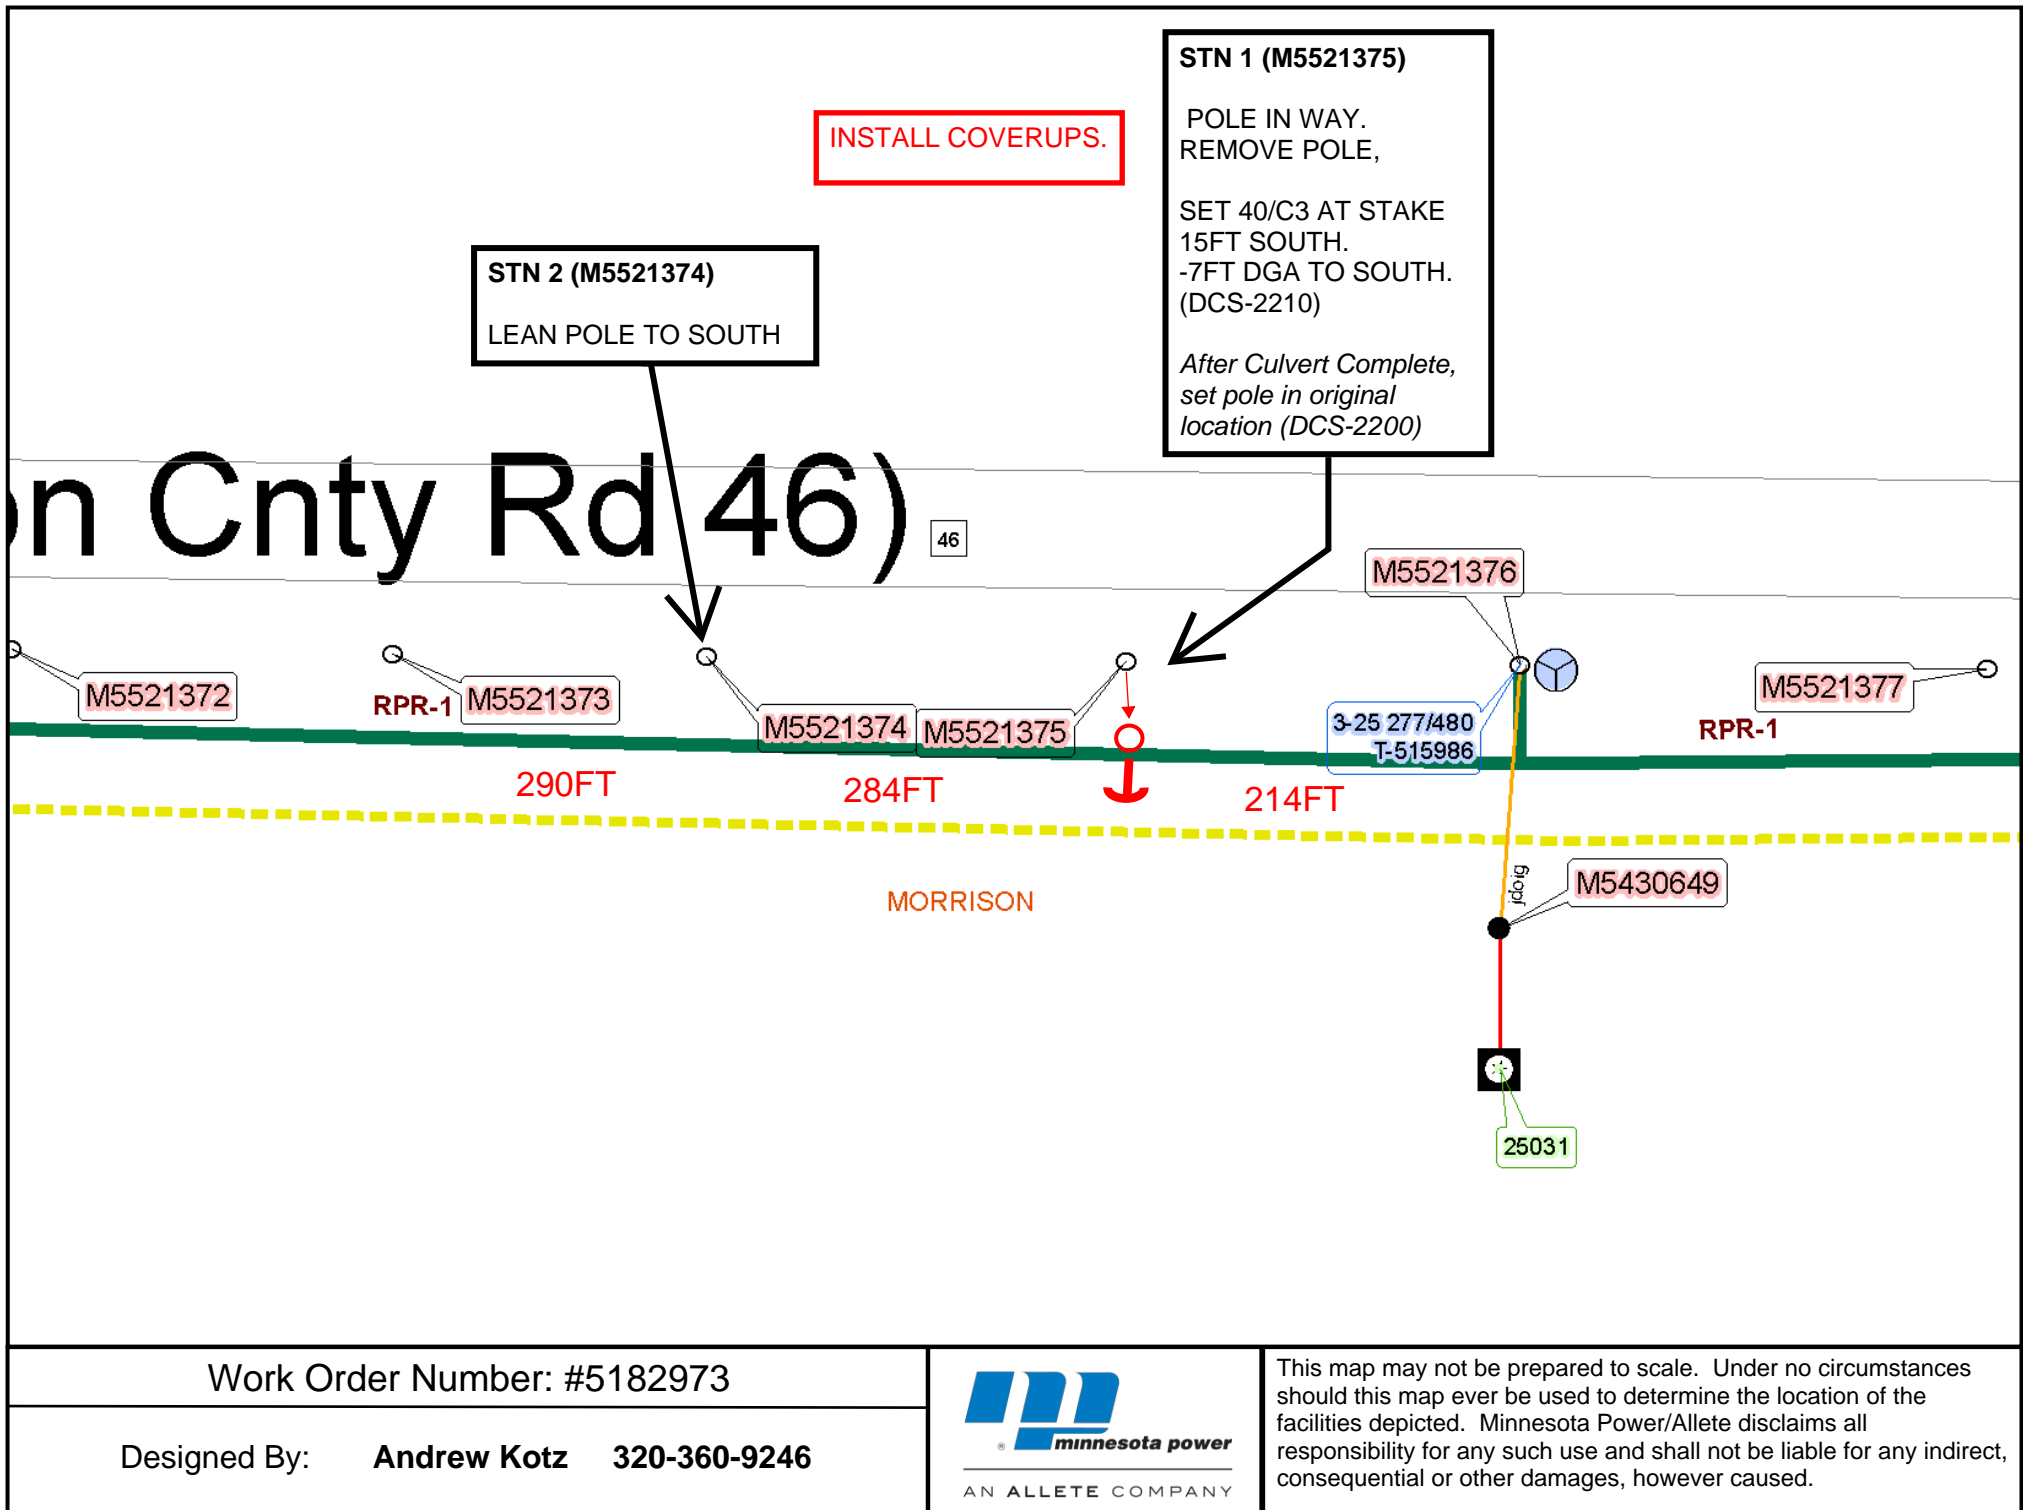 STN 1 (M5521375)
POLE IN WAY.
REMOVE POLE,
SET 40/C3 AT STAKE
15FT SOUTH.
-7FT DGA TO SOUTH.
(DCS-2210)
After Culvert Complete,
set pole in original
location (DCS-2200)
INSTALL COVERUPS.
STN 2 (M5521374)
LEAN POLE TO SOUTH
on Cnty Rd 46)
46
M5521376
M5521372
RPR-1
M5521373
M5521374
M5521375
3-25 277/480
T-515986
M5521377
RPR-1
290FT
284FT
214FT
jdoig
M5430649
MORRISON
25031
Work Order Number: #5182973
Designed By: Andrew Kotz 320-360-9246
® minnesota power
AN ALLETE COMPANY
This map may not be prepared to scale. Under no circumstances
should this map ever be used to determine the location of the
facilities depicted. Minnesota Power/Allete disclaims all
responsibility for any such use and shall not be liable for any indirect,
consequential or other damages, however caused.